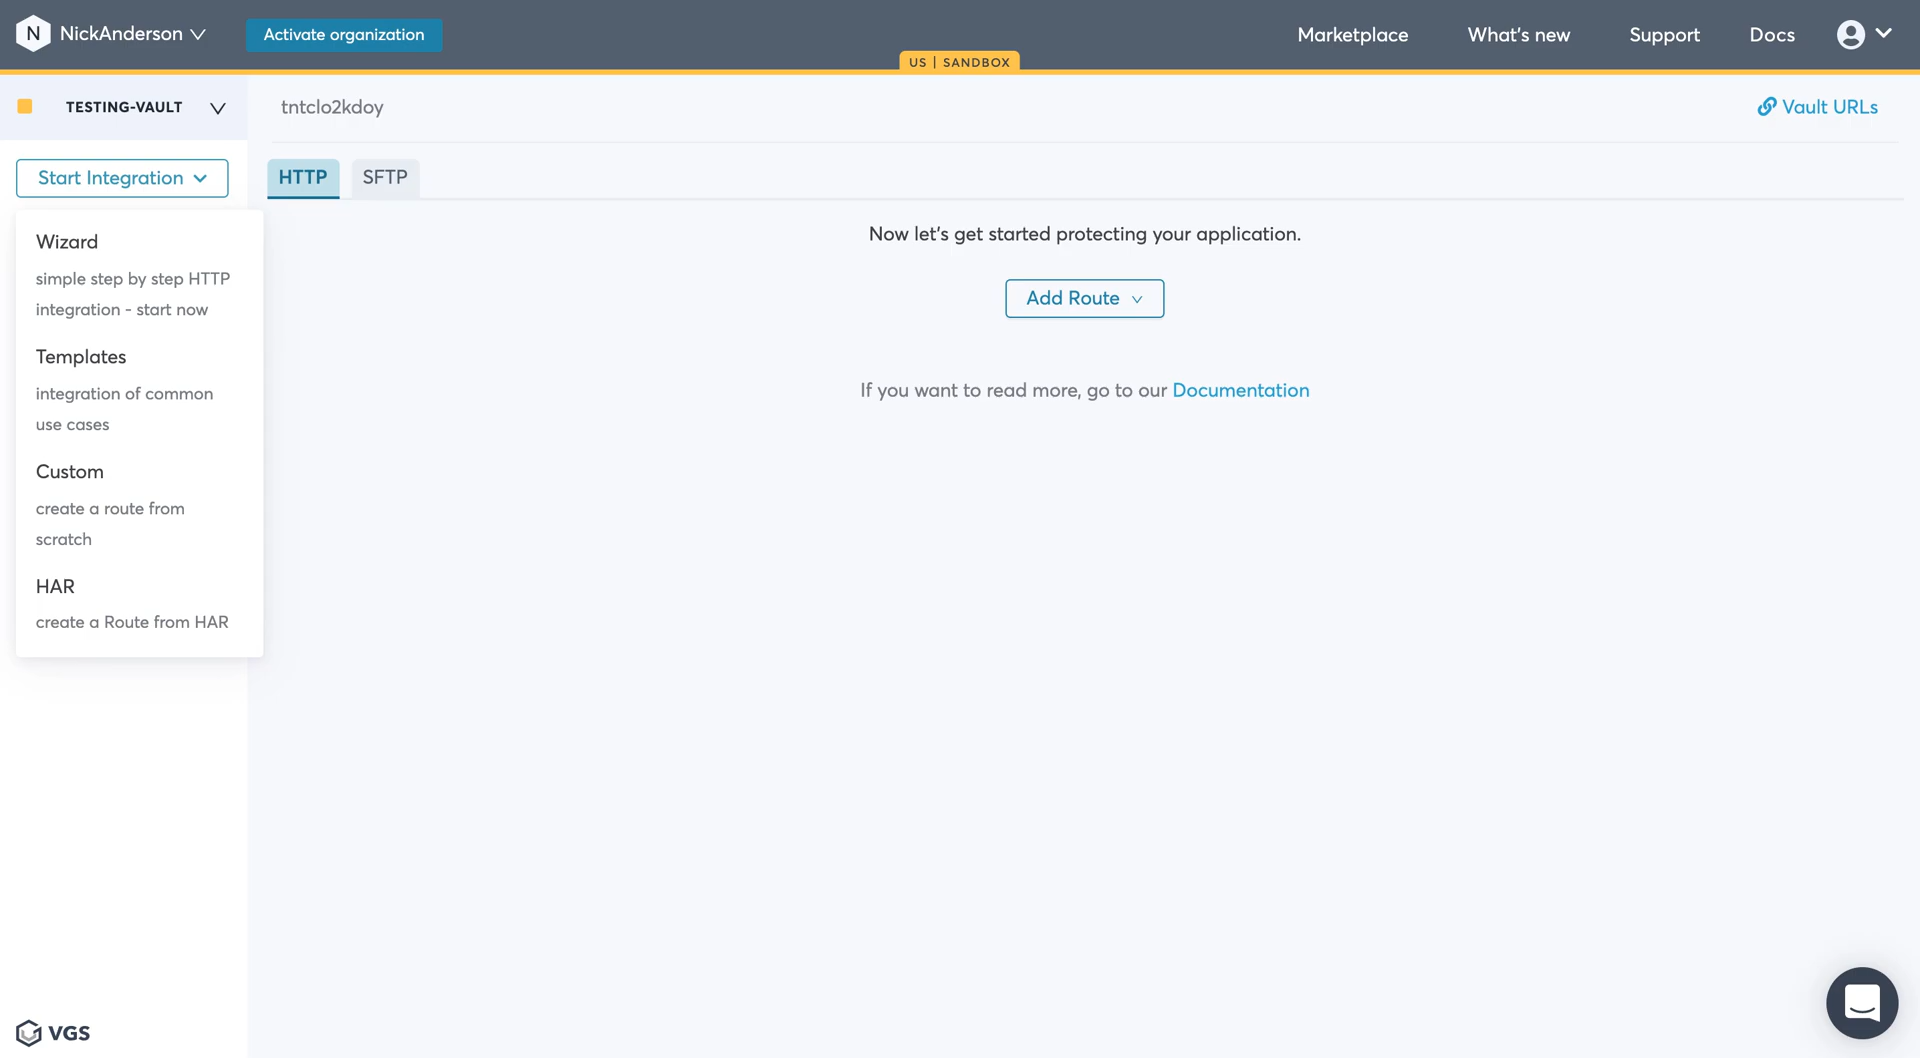 N NickAnderson
Activate organization
Marketplace
What's new
Support
Docs
US | SANDBOX
TESTING-VAULT
tntclo2kdoy
Vault URLs
Start Integration
HTTP
SFTP
Wizard
simple step by step HTTP
integration - start now
Templates
integration of common
use cases
Custom
create a route from
scratch
HAR
create a Route from HAR
Now let's get started protecting your application.
Add Route
If you want to read more, go to our Documentation
VGS